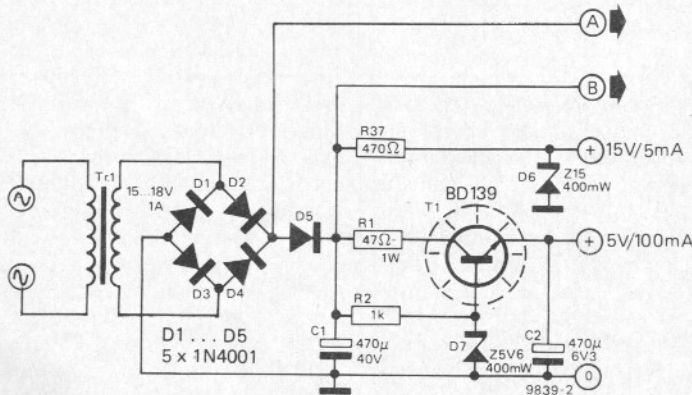 A
B
R37
470Ω
15V/5mA
D6
Z15
400mW
Tr1
15...18V
1A
D1
D2
D3
D4
D5
BD139
T1
R1
47Ω-
1W
5V/100mA
R2
1k
D1 ... D5
5 x 1N4001
C1
470µ
40V
D7
Z5V6
400mW
C2
470µ
6V3
0
9839-2